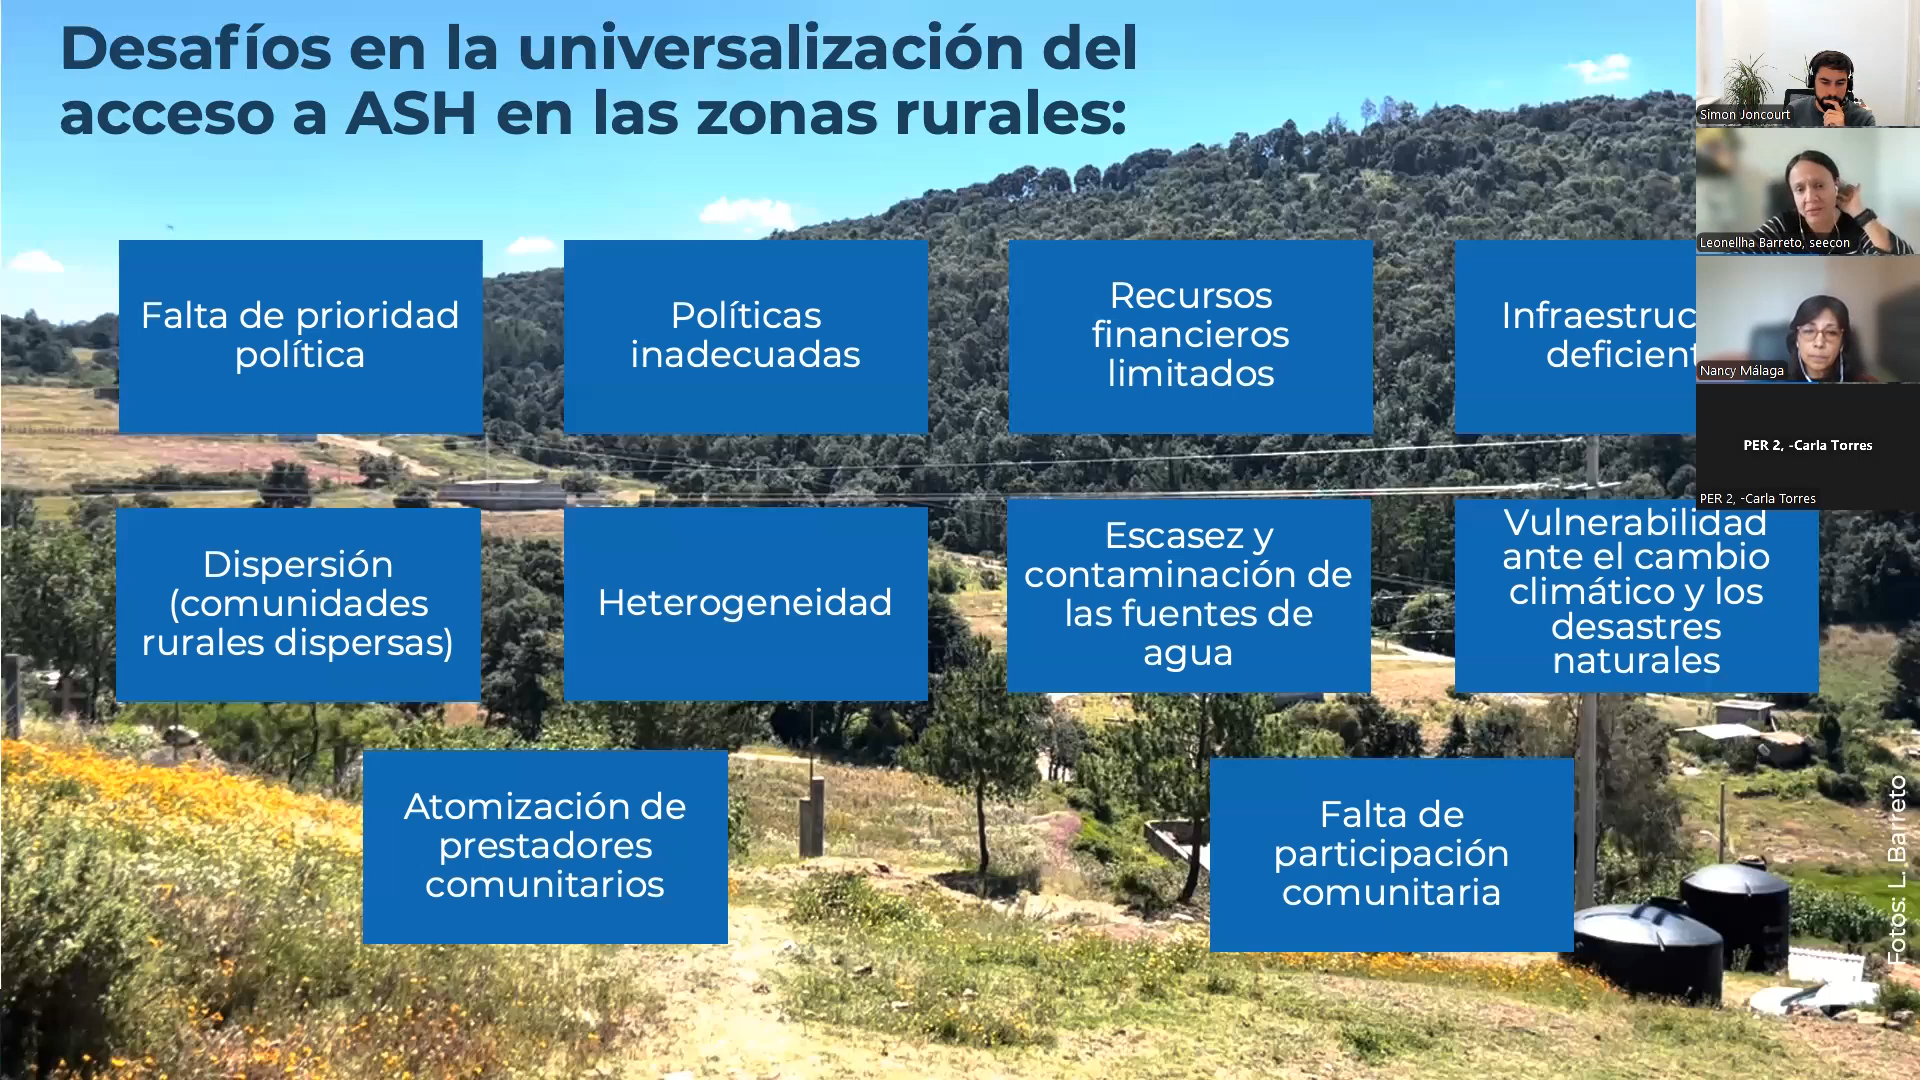 Desafíos en la universalización del
acceso a ASH en las zonas rurales:
Falta de prioridad
política
Políticas
inadecuadas
Recursos
financieros
limitados
Infraestruc
deficient
Dispersión
(comunidades
rurales dispersas)
Heterogeneidad
Escasez y
contaminación de
las fuentes de
agua
Vulnerabilidad
ante el cambio
climático y los
desastres
naturales
Atomización de
prestadores
comunitarios
Falta de
participación
comunitaria
Fotos: L. Barreto
Simon Joncourt
Leonellha Barreto, seecon
Nancy Málaga
PER 2, -Carla Torres
PER 2, -Carla Torres